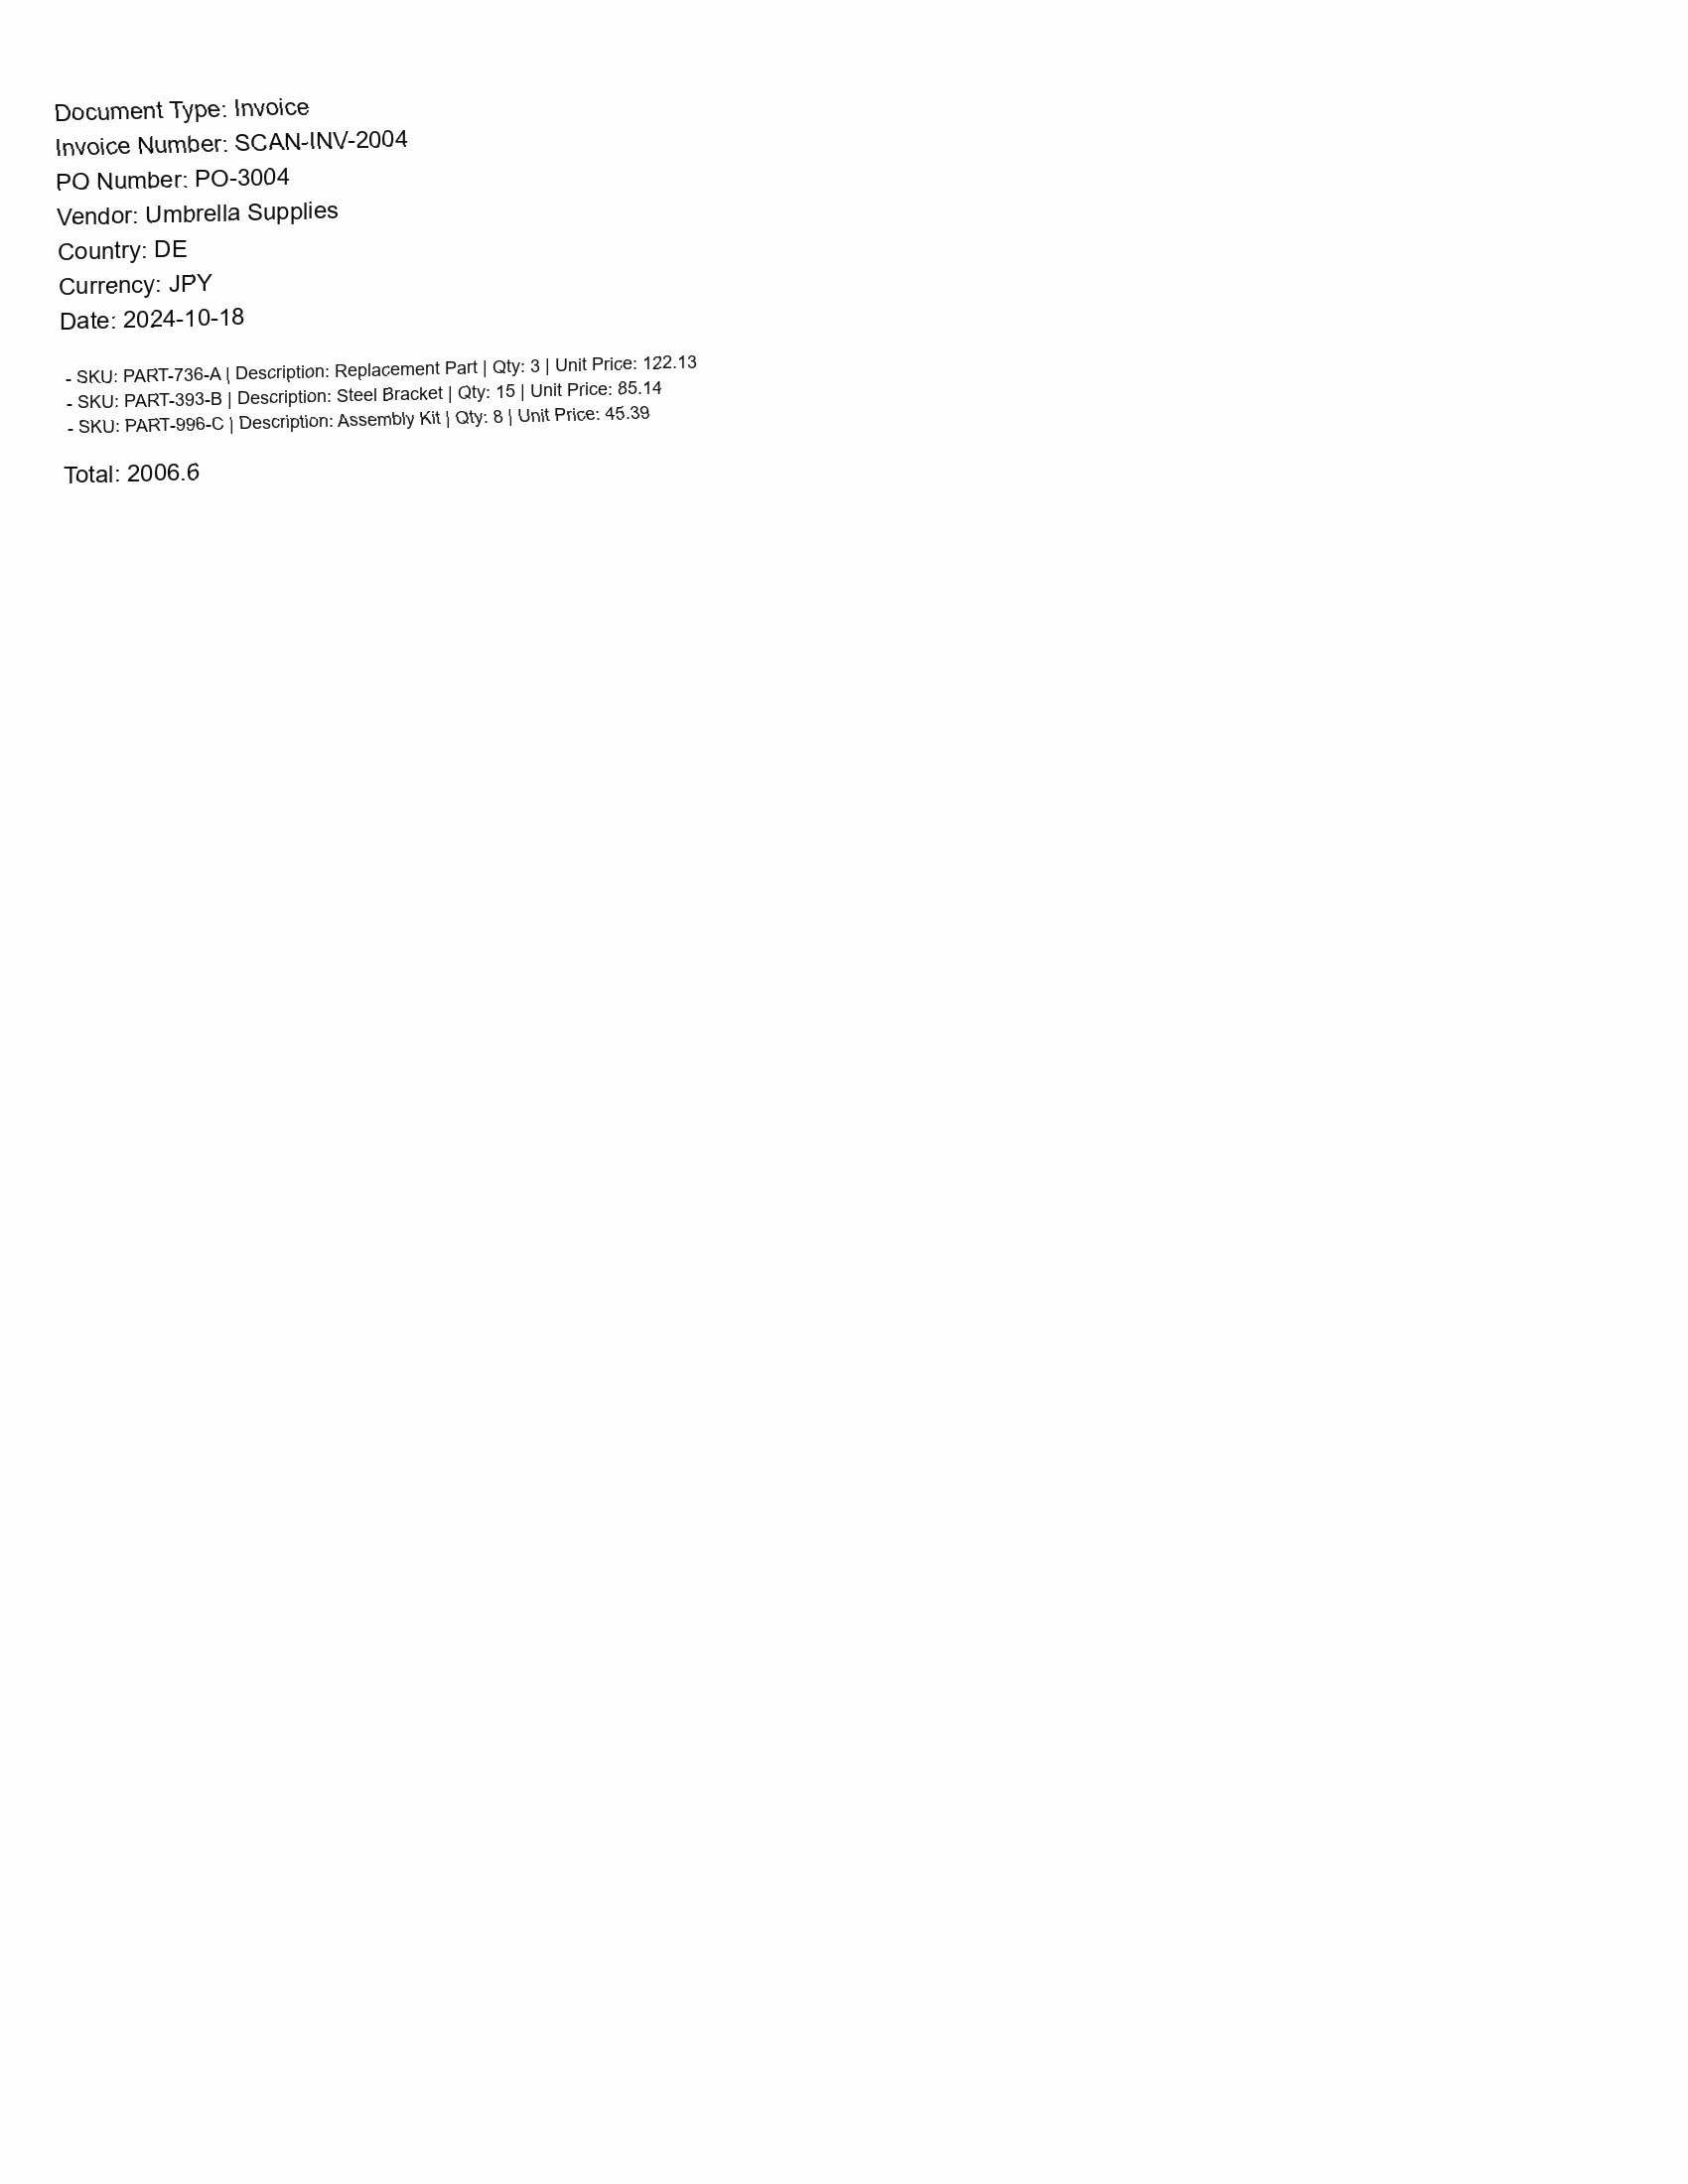 Document Type: Invoice
Invoice Number: SCAN-INV-2004
PO Number: PO-3004
Vendor: Umbrella Supplies
Country: DE
Currency: JPY
Date: 2024-10-18
- SKU: PART-736-A | Description: Replacement Part | Qty: 3 | Unit Price: 122.13
- SKU: PART-393-B | Description: Steel Bracket | Qty: 15 | Unit Price: 85.14
- SKU: PART-996-C | Description: Assembly Kit | Qty: 8 | Unit Price: 45.39
Total: 2006.6